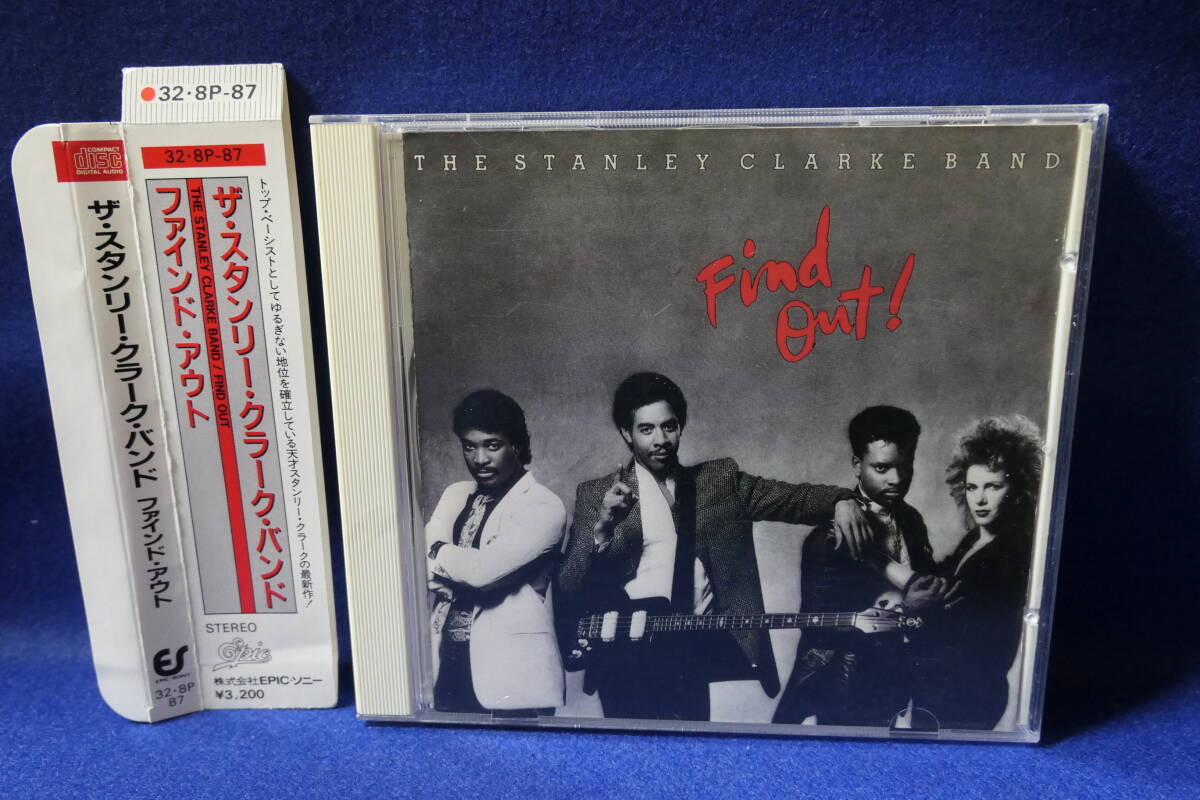 ●32・8P-87
COMPACT
disc
DIGITAL AUDIO
ザ・スタンリー・クラーク・バンド ファインド・アウト
EPIC・SONY
32・8P
87
32・8P-87
トップ・ベーシストとしてゆるぎない地位を確立している天才スタンリー・クラークの最新作!
ザ・スタンリー・クラーク・バンド
THE STANLEY CLARKE BAND / FIND OUT
ファインド・アウト
STEREO
Epic
株式会社EPIC・ソニー
¥3,200
THE STANLEY CLARKE BAND
Find
Out!